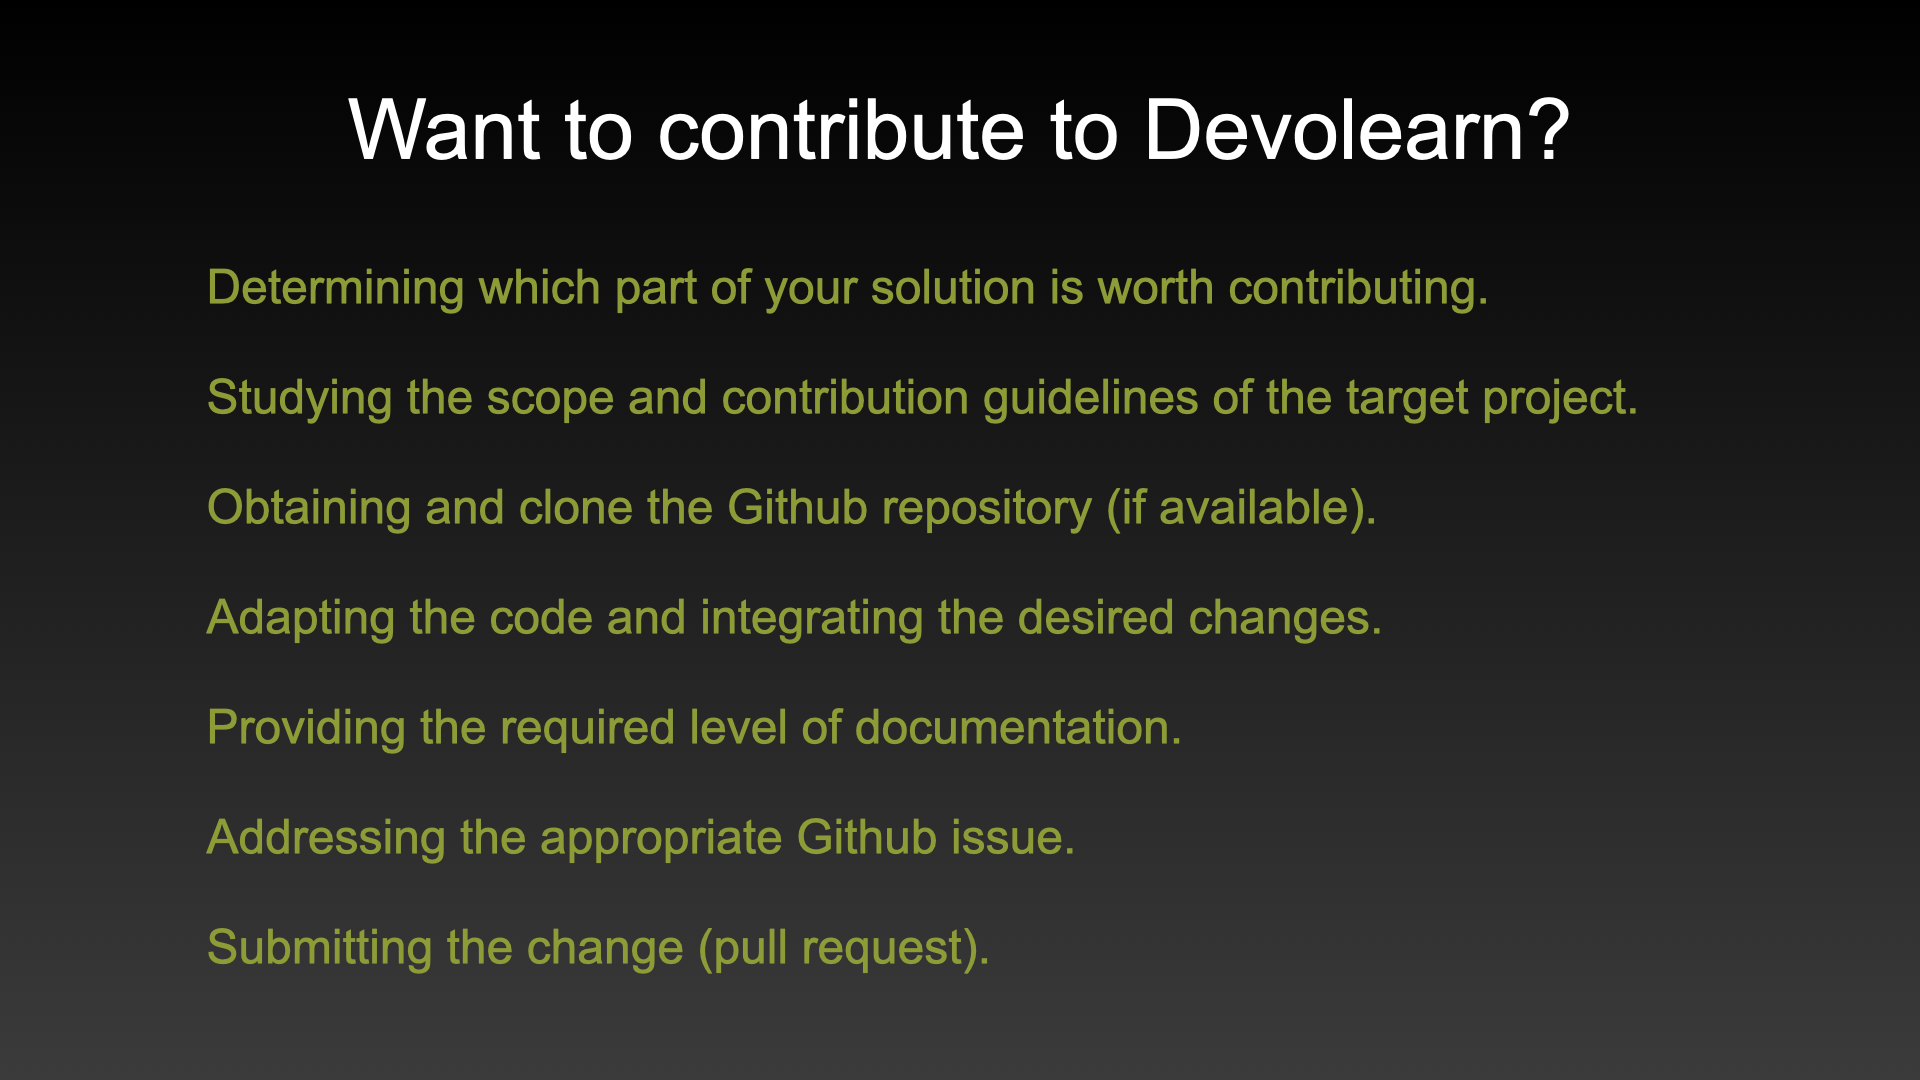 Want to contribute to Devolearn?
Determining which part of your solution is worth contributing.
Studying the scope and contribution guidelines of the target project.
Obtaining and clone the Github repository (if available).
Adapting the code and integrating the desired changes.
Providing the required level of documentation.
Addressing the appropriate Github issue.
Submitting the change (pull request).